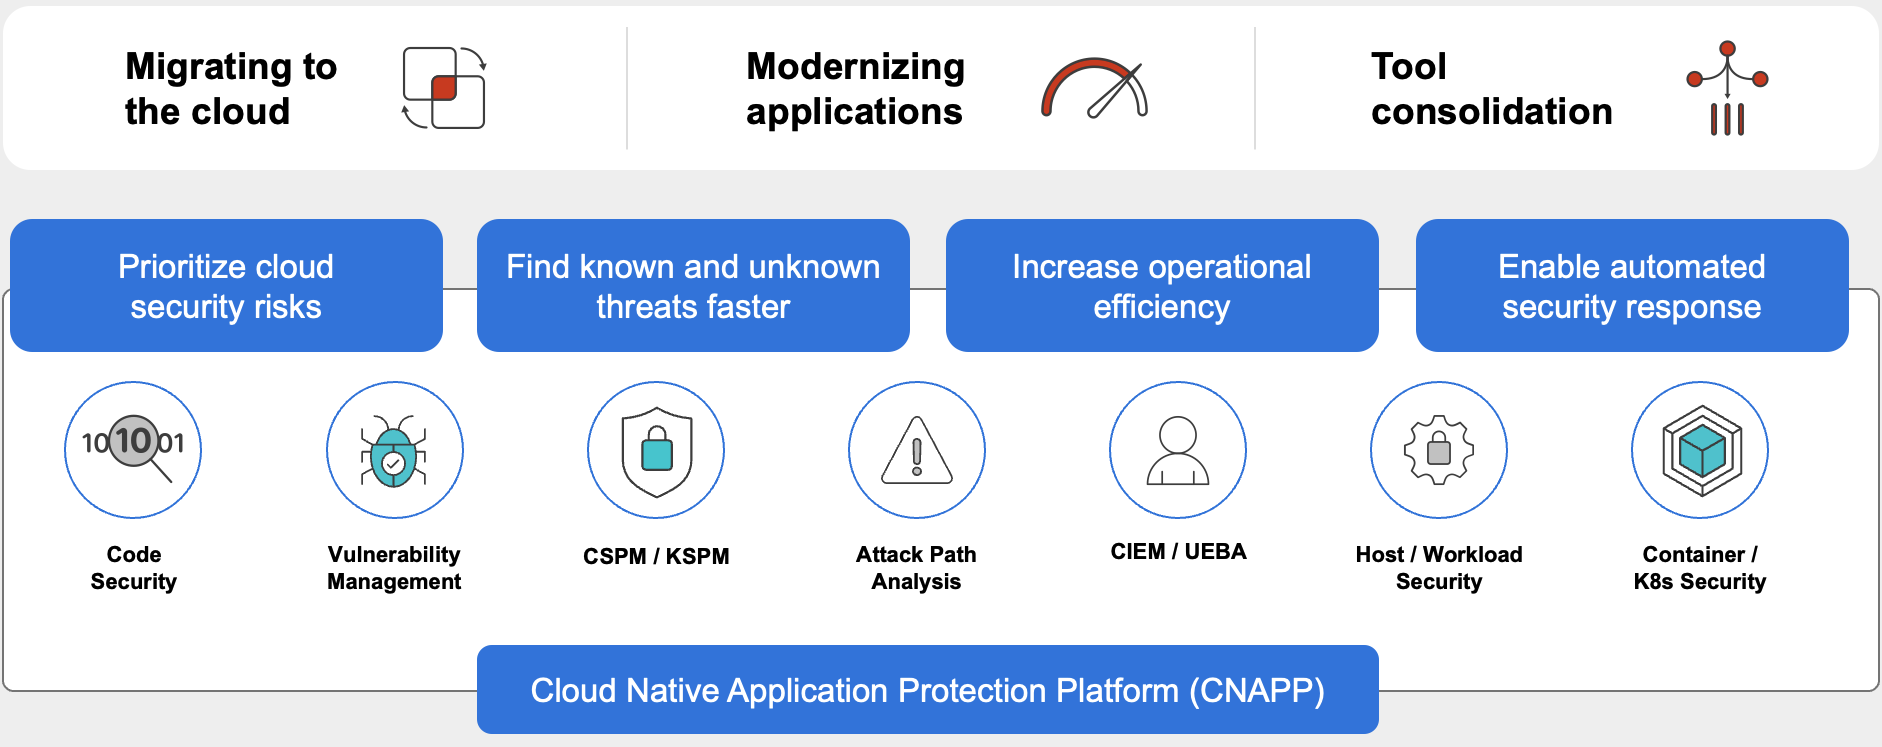 Migrating to
the cloud
Modernizing
applications
Tool
consolidation
Prioritize cloud
security risks
Find known and unknown
threats faster
Increase operational
efficiency
Enable automated
security response
10 10 01
Code
Security
Vulnerability
Management
CSPM / KSPM
Attack Path
Analysis
CIEM / UEBA
Host / Workload
Security
Container /
K8s Security
Cloud Native Application Protection Platform (CNAPP)